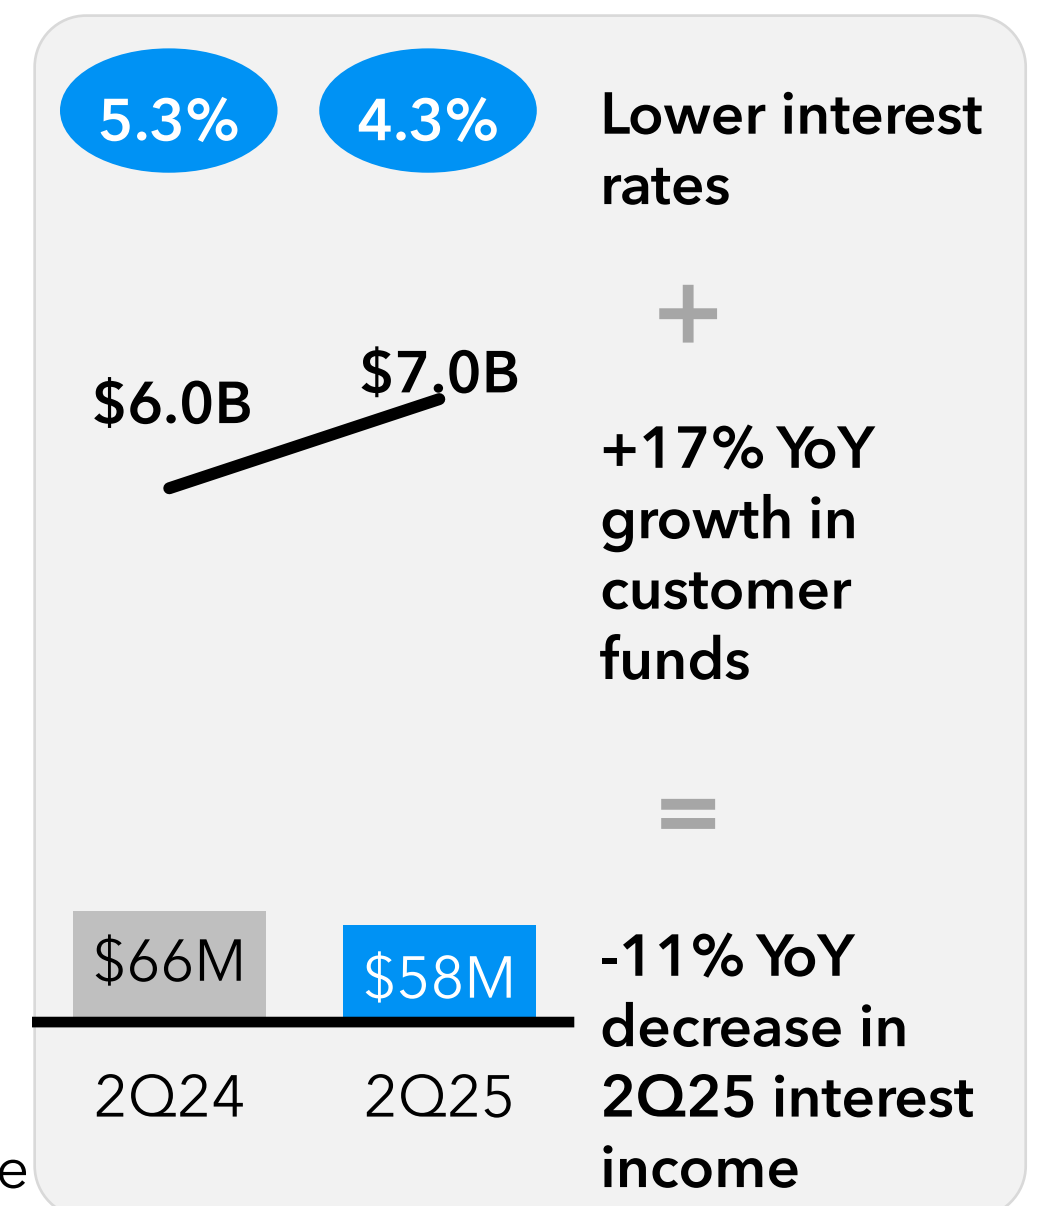 5.3%
4.3%
Lower interest
rates
+
$6.0B
$7.0B
+17% YoY
growth in
customer
funds
=
$66M
$58M
-11% YoY
decrease in
2Q25 interest
income
2Q24
2Q25
e